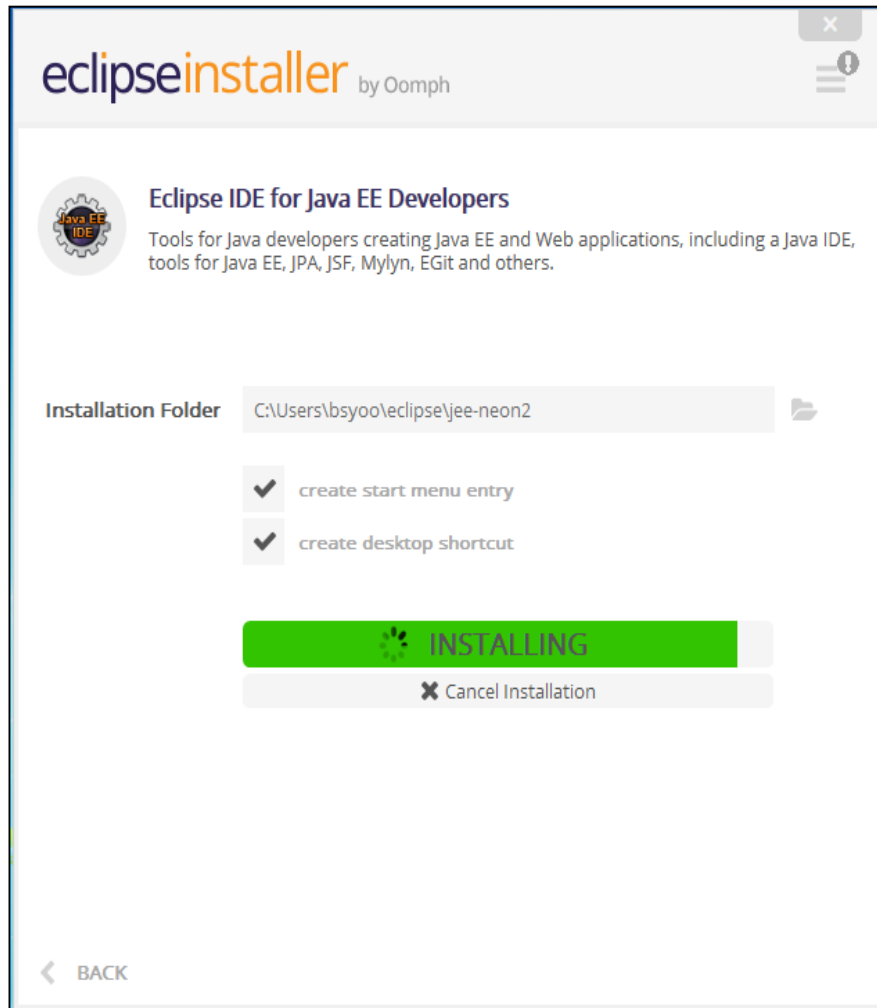 eclipseinstaller by Oomph
Java EE
IDE
Eclipse IDE for Java EE Developers
Tools for Java developers creating Java EE and Web applications, including a Java IDE,
tools for Java EE, JPA, JSF, Mylyn, EGit and others.
Installation Folder C:\Users\bsyoo\eclipse\jee-neon2
create start menu entry
create desktop shortcut
INSTALLING
Cancel Installation
BACK